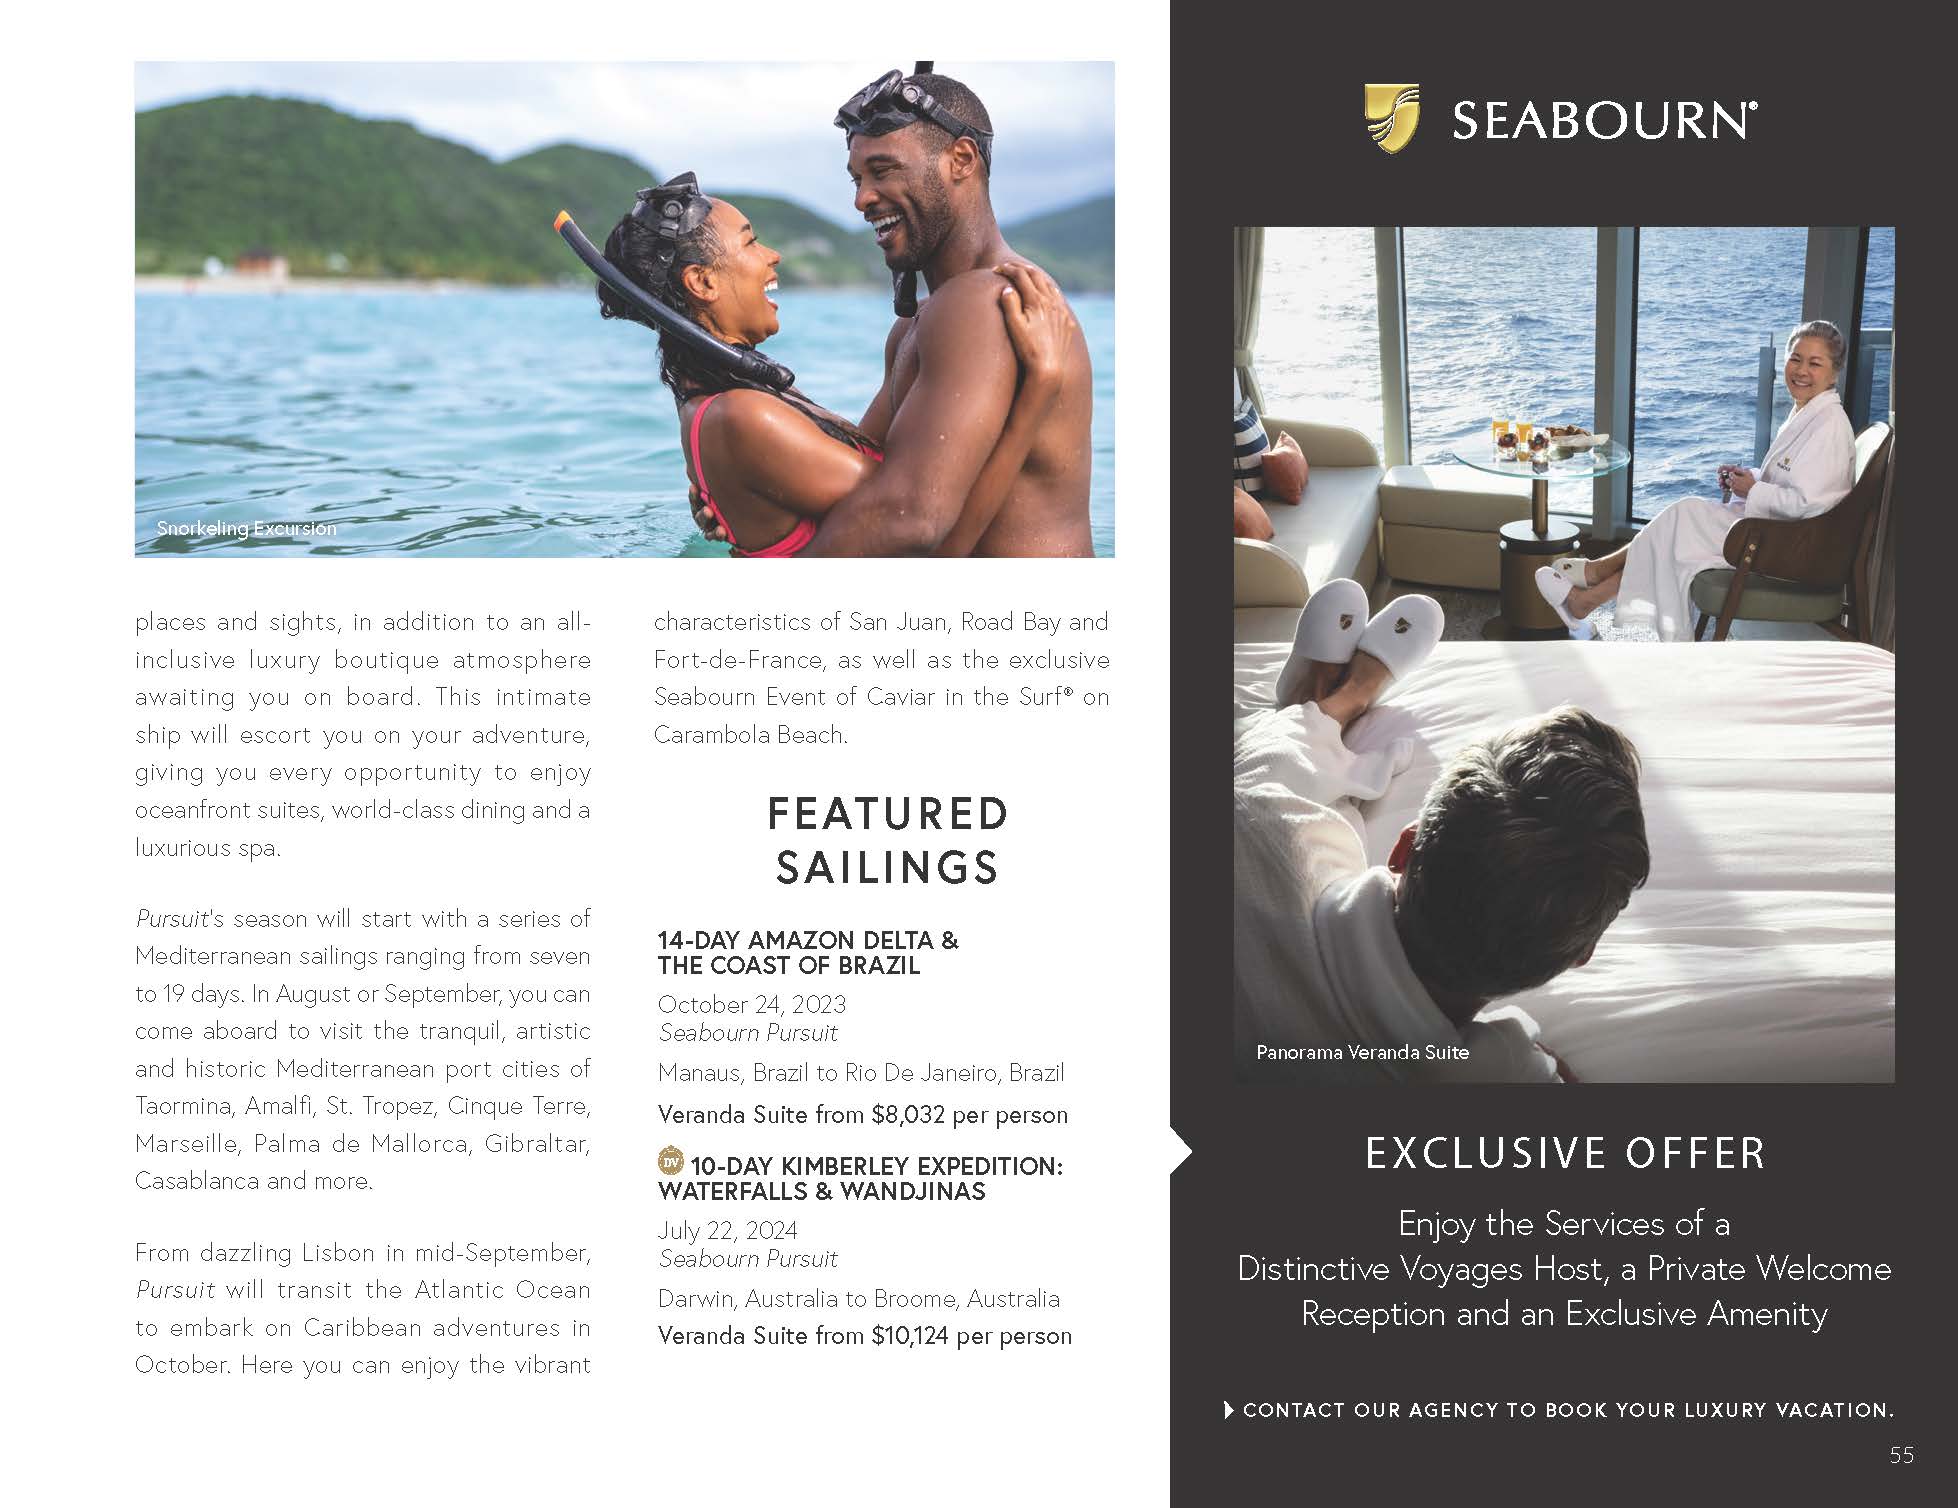 Snorkeling Excursion
places and sights, in addition to an all-
inclusive luxury boutique atmosphere
awaiting you on board. This intimate
ship will escort you on your adventure,
giving you every opportunity to enjoy
oceanfront suites, world-class dining and a
luxurious spa.
Pursuit's season will start with a series of
Mediterranean sailings ranging from seven
to 19 days. In August or September, you can
come aboard to visit the tranquil, artistic
and historic Mediterranean port cities of
Taormina, Amalfi, St. Tropez, Cinque Terre,
Marseille, Palma de Mallorca, Gibraltar,
Casablanca and more.
From dazzling Lisbon in mid-September,
Pursuit will transit the Atlantic Ocean
to embark on Caribbean adventures in
October. Here you can enjoy the vibrant
characteristics of San Juan, Road Bay and
Fort-de-France, as well as the exclusive
Seabourn Event of Caviar in the Surf® on
Carambola Beach.
FEATURED
SAILINGS
14-DAY AMAZON DELTA &
THE COAST OF BRAZIL
October 24, 2023
Seabourn Pursuit
Manaus, Brazil to Rio De Janeiro, Brazil
Veranda Suite from $8,032 per person
DV 10-DAY KIMBERLEY EXPEDITION:
WATERFALLS & WANDJINAS
July 22, 2024
Seabourn Pursuit
Darwin, Australia to Broome, Australia
Veranda Suite from $10,124 per person
SEABOURN®
Panorama Veranda Suite
EXCLUSIVE OFFER
Enjoy the Services of a
Distinctive Voyages Host, a Private Welcome
Reception and an Exclusive Amenity
CONTACT OUR AGENCY TO BOOK YOUR LUXURY VACATION.
55